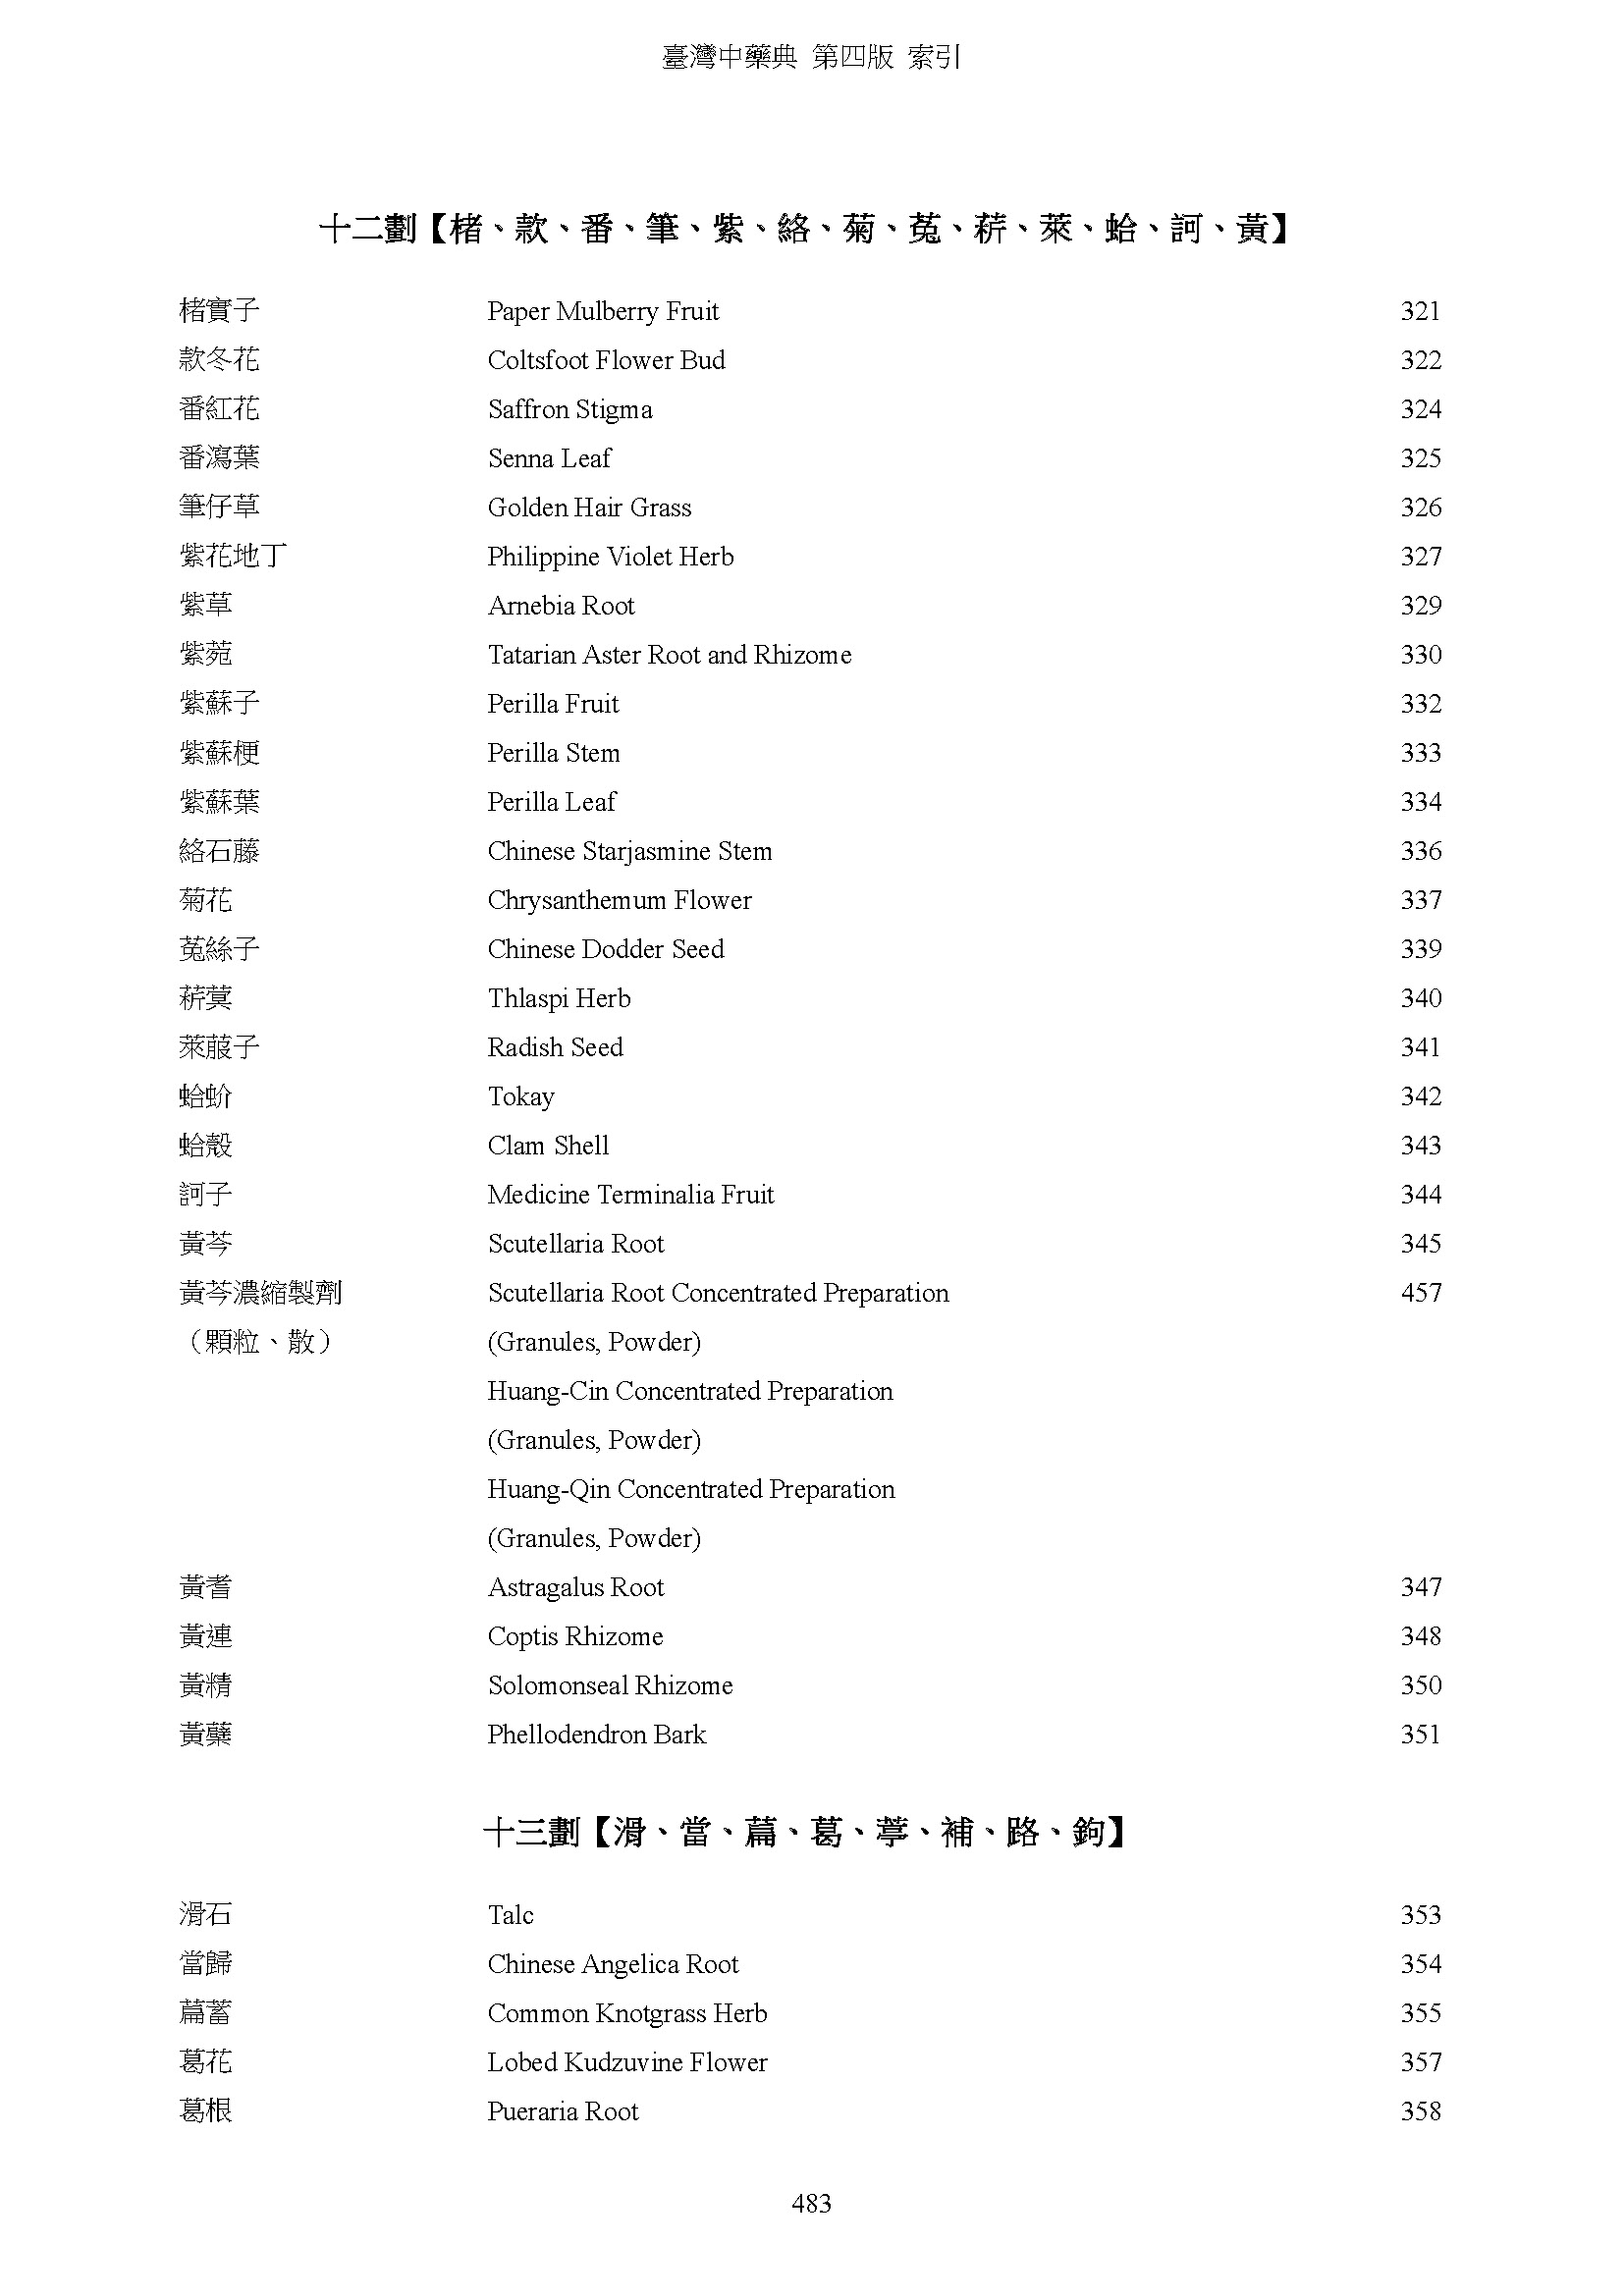 臺灣中藥典 第四版 索引
十二劃【楮、款、番、筆、紫、絡、菊、菟、菥、萊、蛤、訶、黃】
楮實子 Paper Mulberry Fruit 321
款冬花 Coltsfoot Flower Bud 322
番紅花 Saffron Stigma 324
番瀉葉 Senna Leaf 325
筆仔草 Golden Hair Grass 326
紫花地丁 Philippine Violet Herb 327
紫草 Arnebia Root 329
紫菀 Tatarian Aster Root and Rhizome 330
紫蘇子 Perilla Fruit 332
紫蘇梗 Perilla Stem 333
紫蘇葉 Perilla Leaf 334
絡石藤 Chinese Starjasmine Stem 336
菊花 Chrysanthemum Flower 337
菟絲子 Chinese Dodder Seed 339
菥蓂 Thlaspi Herb 340
萊菔子 Radish Seed 341
蛤蚧 Tokay 342
蛤殼 Clam Shell 343
訶子 Medicine Terminalia Fruit 344
黃芩 Scutellaria Root 345
黃芩濃縮製劑 Scutellaria Root Concentrated Preparation 457
（顆粒、散） (Granules, Powder)
Huang-Cin Concentrated Preparation
(Granules, Powder)
Huang-Qin Concentrated Preparation
(Granules, Powder)
黃耆 Astragalus Root 347
黃連 Coptis Rhizome 348
黃精 Solomonseal Rhizome 350
黃蘗 Phellodendron Bark 351
十三劃【滑、當、萹、葛、葶、補、路、鉤】
滑石 Talc 353
當歸 Chinese Angelica Root 354
萹蓄 Common Knotgrass Herb 355
葛花 Lobed Kudzuvine Flower 357
葛根 Pueraria Root 358
483